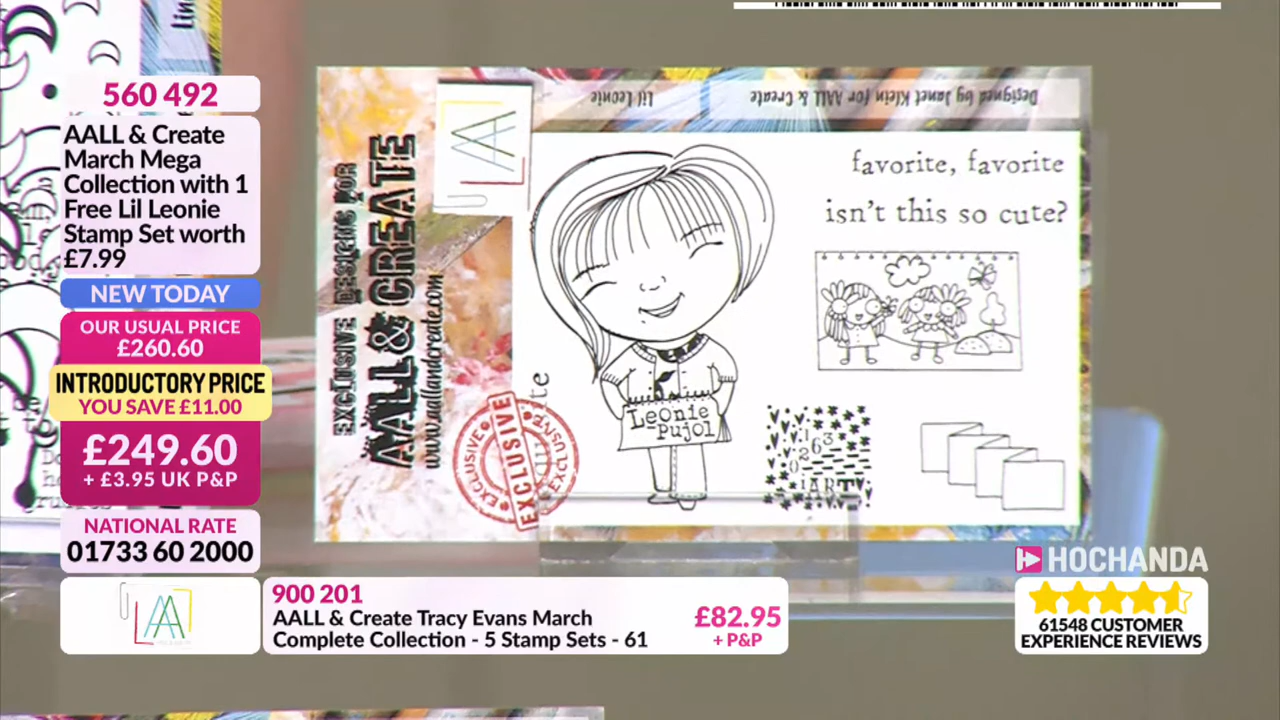 560 492
AALL & Create
March Mega
Collection with 1
Free Lil Leonie
Stamp Set worth
£7.99
NEW TODAY
OUR USUAL PRICE
£260.60
INTRODUCTORY PRICE
YOU SAVE £11.00
£249.60
+ £3.95 UK P&P
NATIONAL RATE
01733 60 2000
Designed by Janet Klein for AALL & Create
Lil Leonie
EXCLUSIVE DESIGNS FOR
AALL & CREATE
www.aallandcreate.com
EXCLUSIVE
EXCLUSIVE
EXCLUSIVE
favorite, favorite
isn't this so cute?
LeoNie
PuJol
ART
AA
900 201
AALL & Create Tracy Evans March
Complete Collection - 5 Stamp Sets - 61
£82.95
+ P&P
HOCHANDA
61548 CUSTOMER
EXPERIENCE REVIEWS